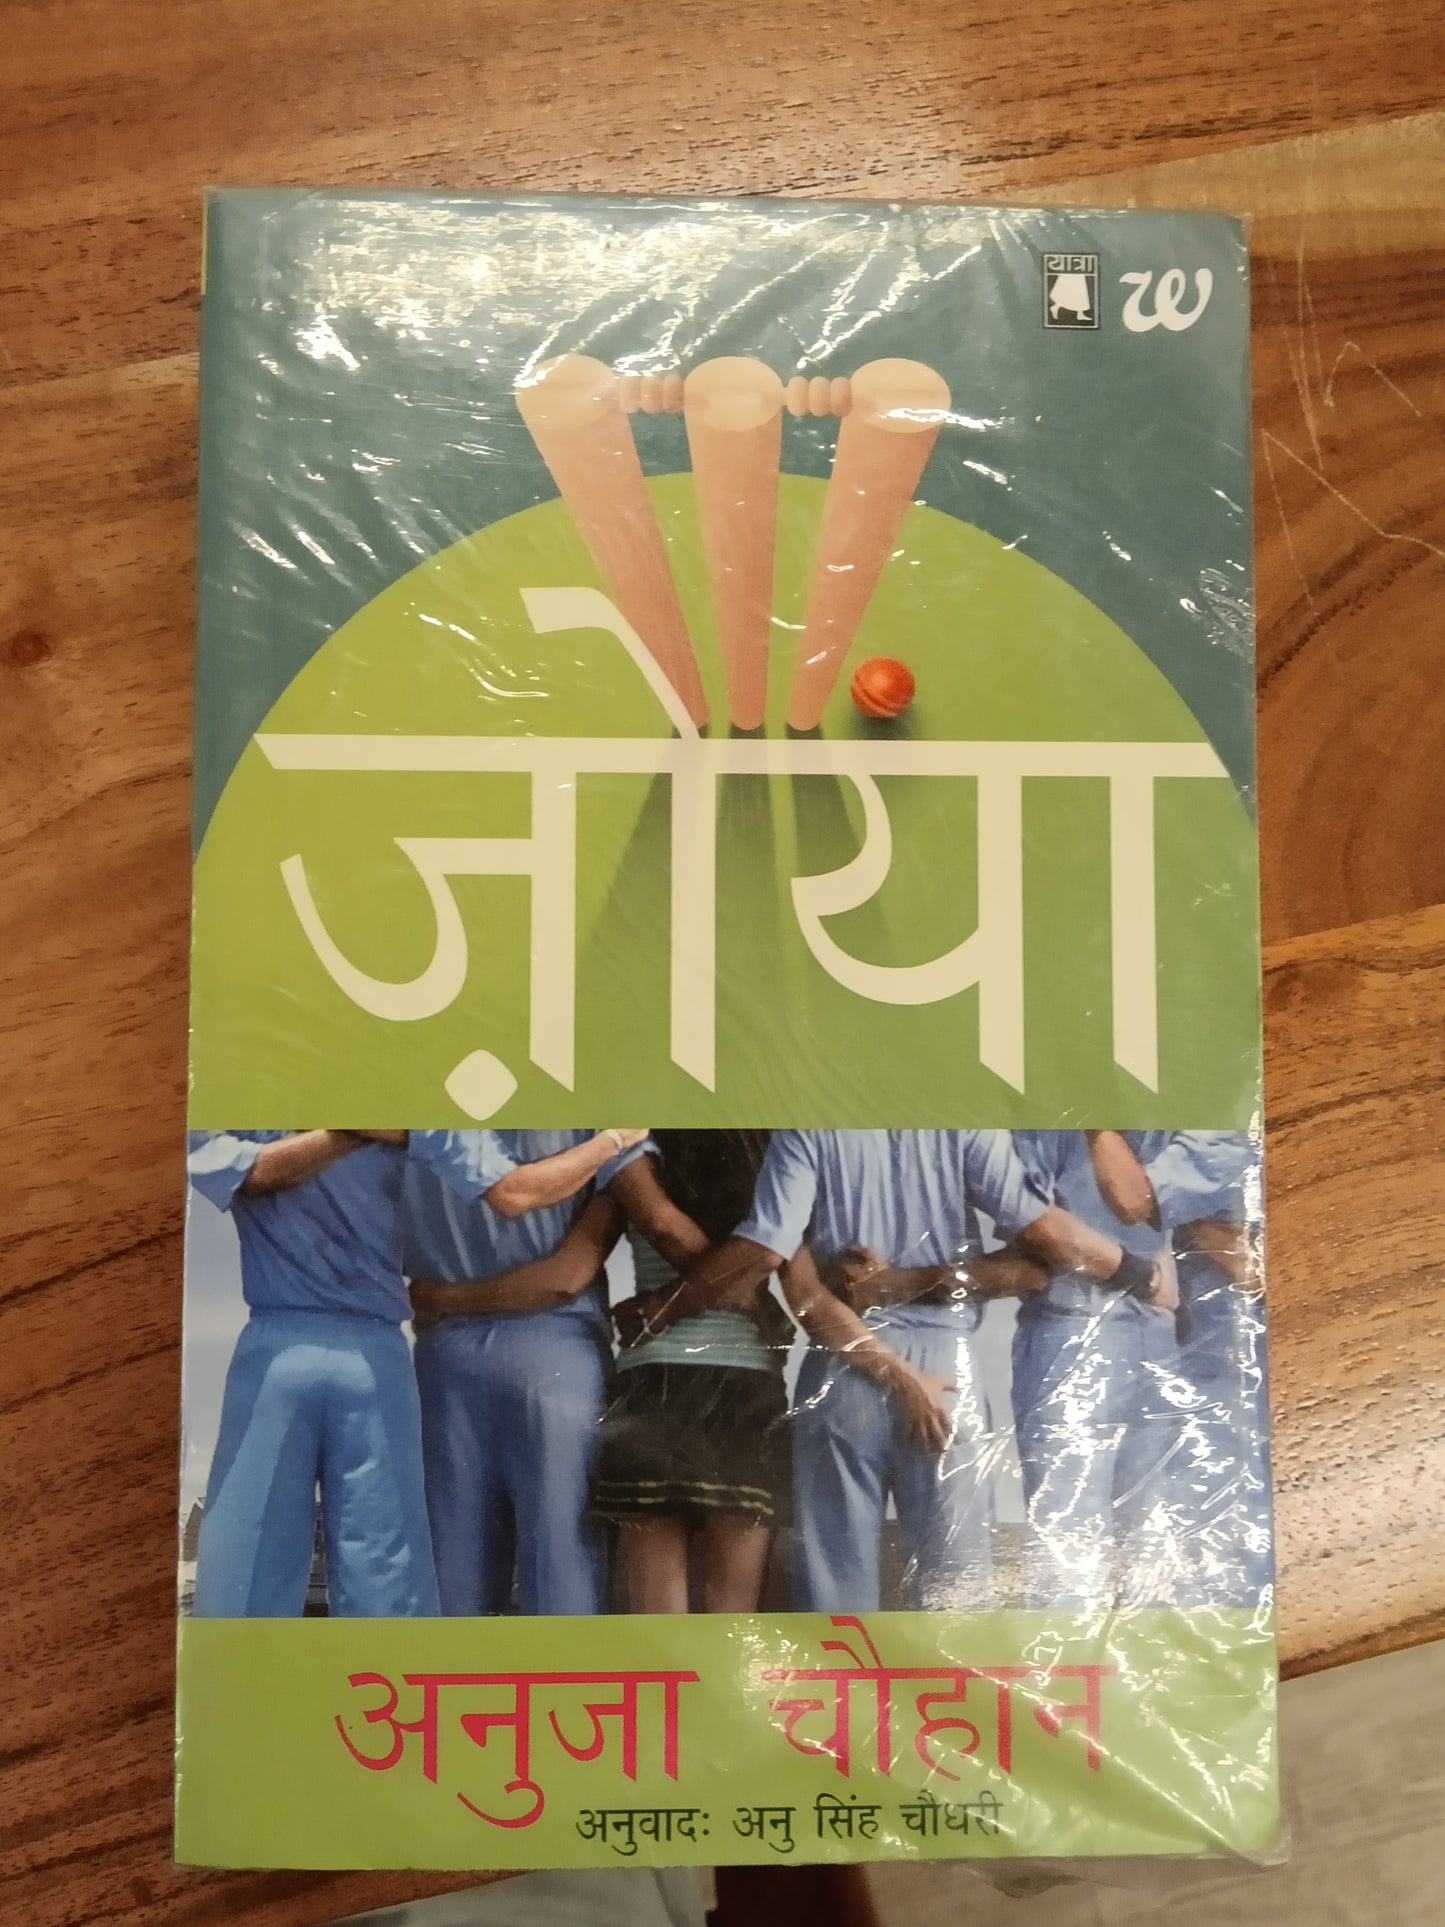 यात्रा
w
ज़ोया
अनुजा चौहान
अनुवादः अनु सिंह चौधरी